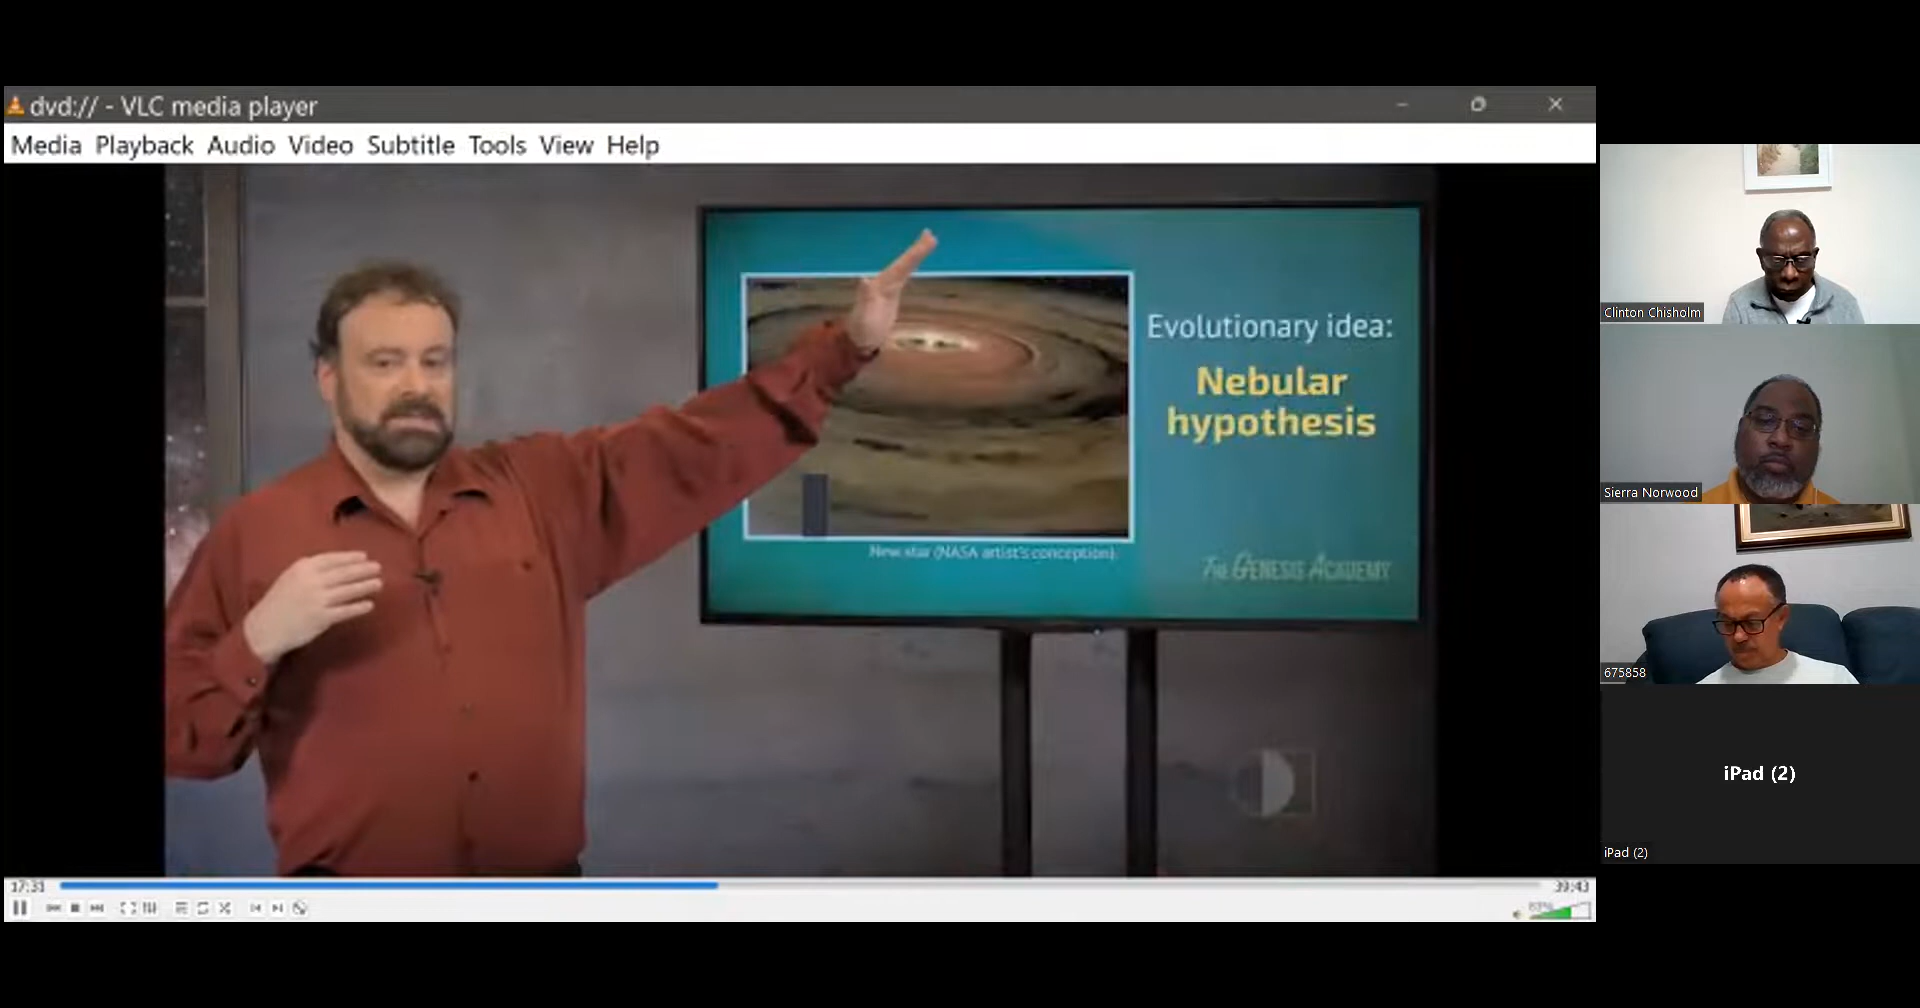 dvd:// - VLC media player
Media Playback Audio Video Subtitle Tools View Help
Evolutionary idea:
Nebular
hypothesis
New star (NASA artist's conception).
THE GENESIS ACADEMY
17:31
39:43
83%
Clinton Chisholm
Sierra Norwood
675858
iPad (2)
iPad (2)